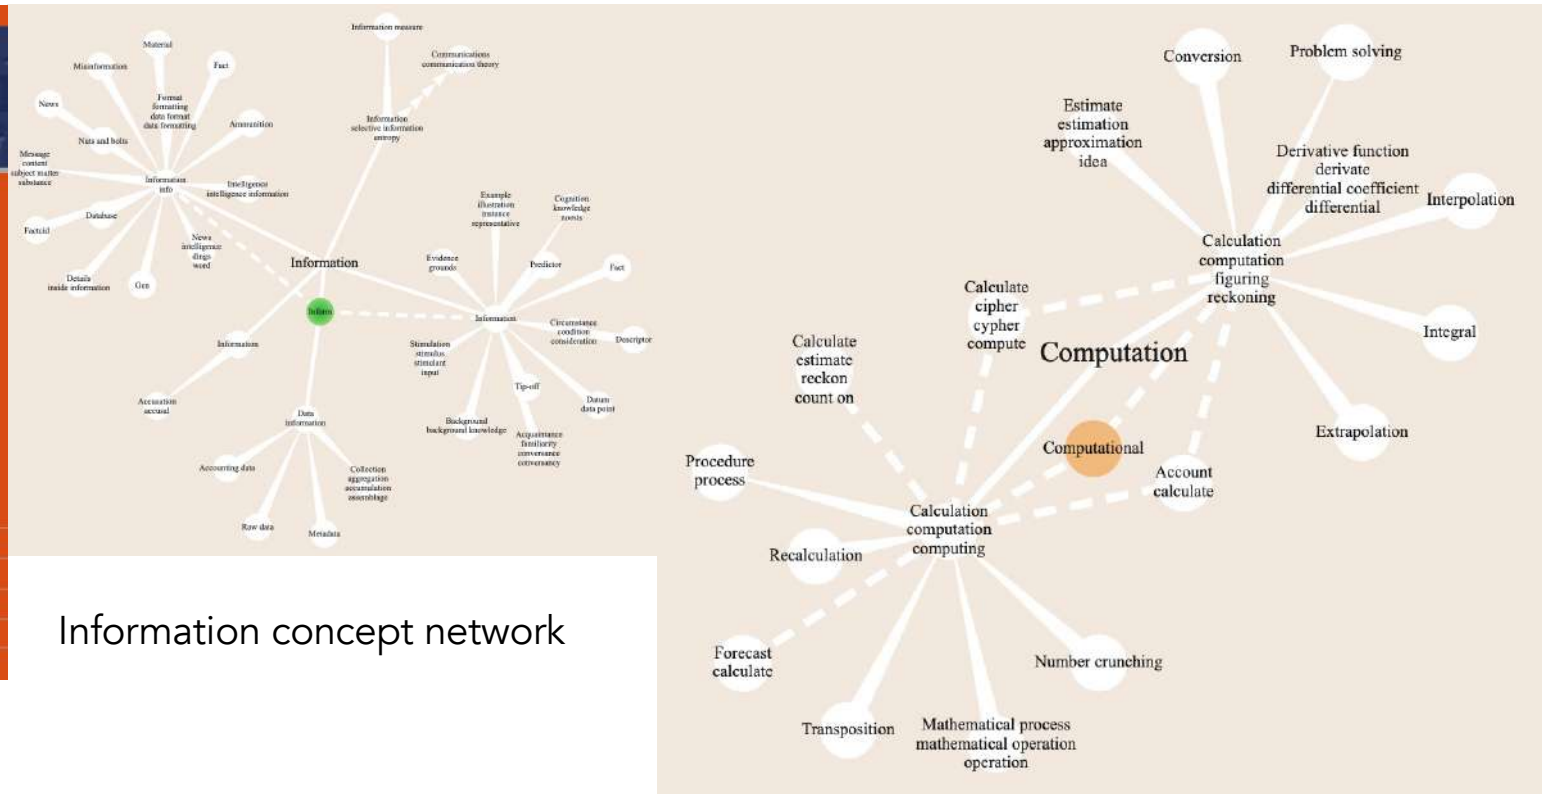 Information measure
Communications
communication theory
Material
Misinformation
Fact
News
Format
formatting
data format
data formatting
Ammunition
Nuts and bolts
Information
selective information
entropy
Message
content
subject matter
substance
Information
info
Intelligence
intelligence information
Database
Factoid
News
intelligence
dings
word
Details
inside information
Gen
Information
Example
illustration
instance
representative
Cognition
knowledge
noesis
Evidence
grounds
Predictor
Fact
Inform
Information
Circumstance
condition
consideration
Descriptor
Information
Stimulation
stimulus
stimulant
input
Tip-off
Datum
data point
Accusation
accusal
Data
information
Background
background knowledge
Acquaintance
familiarity
conversance
conversancy
Accounting data
Collection
aggregation
accumulation
assemblage
Raw data
Metadata
Information concept network
Conversion
Problem solving
Estimate
estimation
approximation
idea
Derivative function
derivate
differential coefficient
differential
Interpolation
Calculation
computation
figuring
reckoning
Calculate
cipher
cypher
compute
Integral
Calculate
estimate
reckon
count on
Computation
Extrapolation
Computational
Account
calculate
Procedure
process
Calculation
computation
computing
Recalculation
Forecast
calculate
Number crunching
Transposition
Mathematical process
mathematical operation
operation